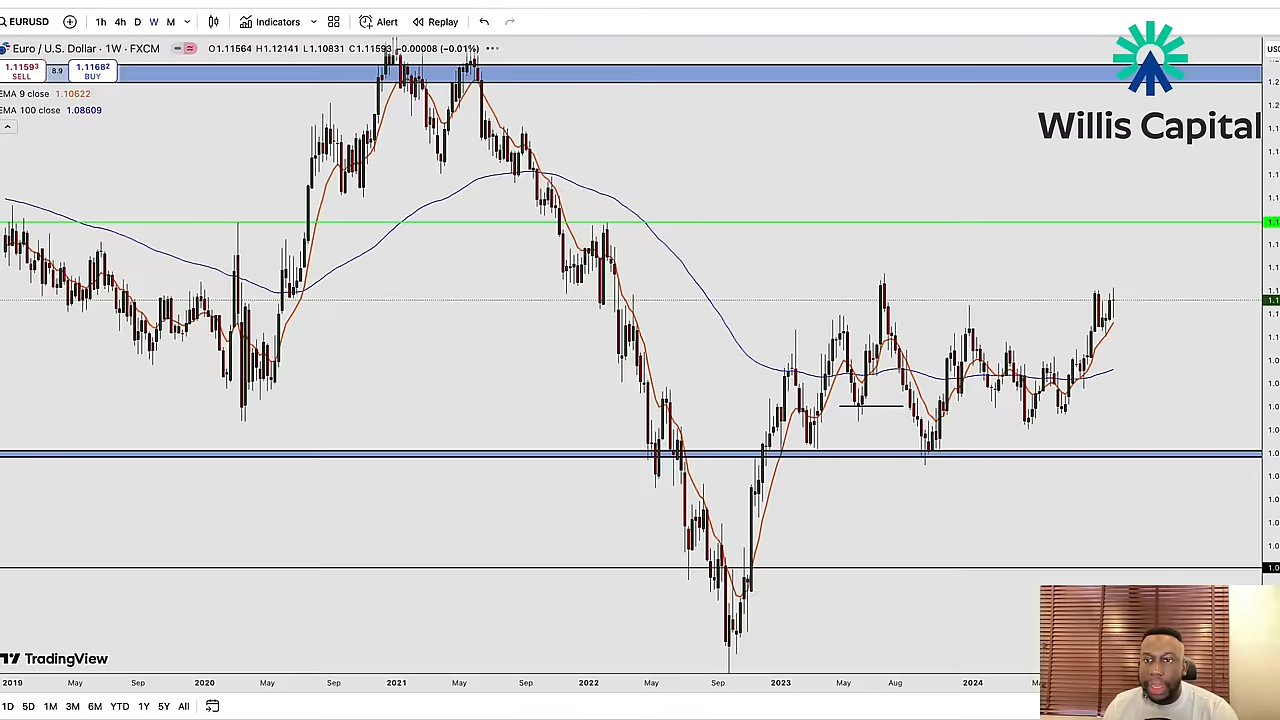 EURUSD 1h 4h D W M Indicators Alert Replay
Euro / U.S. Dollar · 1W · FXCM O1.11564 H1.12141 L1.10831 C1.11593 −0.00008 (−0.01%)
USD
1.11593 8.9 1.11682
SELL BUY
EMA 9 close 1.10622
EMA 100 close 1.08609
Willis Capital
TradingView
2019 May Sep 2020 May Sep 2021 May Sep 2022 May Sep 2023 May Aug 2024
1D 5D 1M 3M 6M YTD 1Y 5Y All